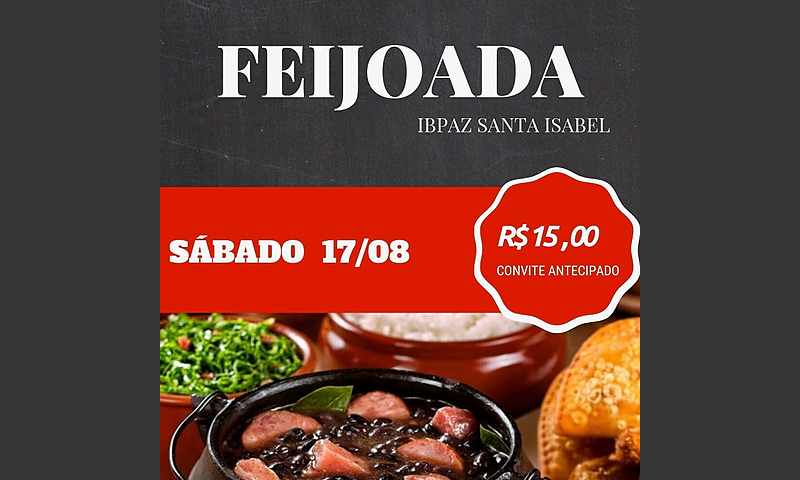 FEIJOADA
IBPAZ SANTA ISABEL
SÁBADO 17/08
R$ 15,00
CONVITE ANTECIPADO